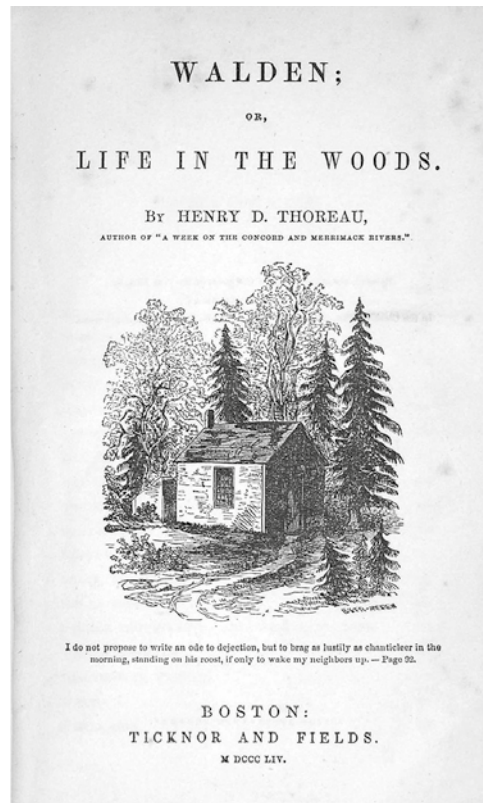 WALDEN;
OR,
LIFE IN THE WOODS.
BY HENRY D. THOREAU,
AUTHOR OF "A WEEK ON THE CONCORD AND MERRIMACK RIVERS."
I do not propose to write an ode to dejection, but to brag as lustily as chanticleer in the
morning, standing on his roost, if only to wake my neighbors up. — Page 92.
BOSTON:
TICKNOR AND FIELDS.
M DCCC LIV.